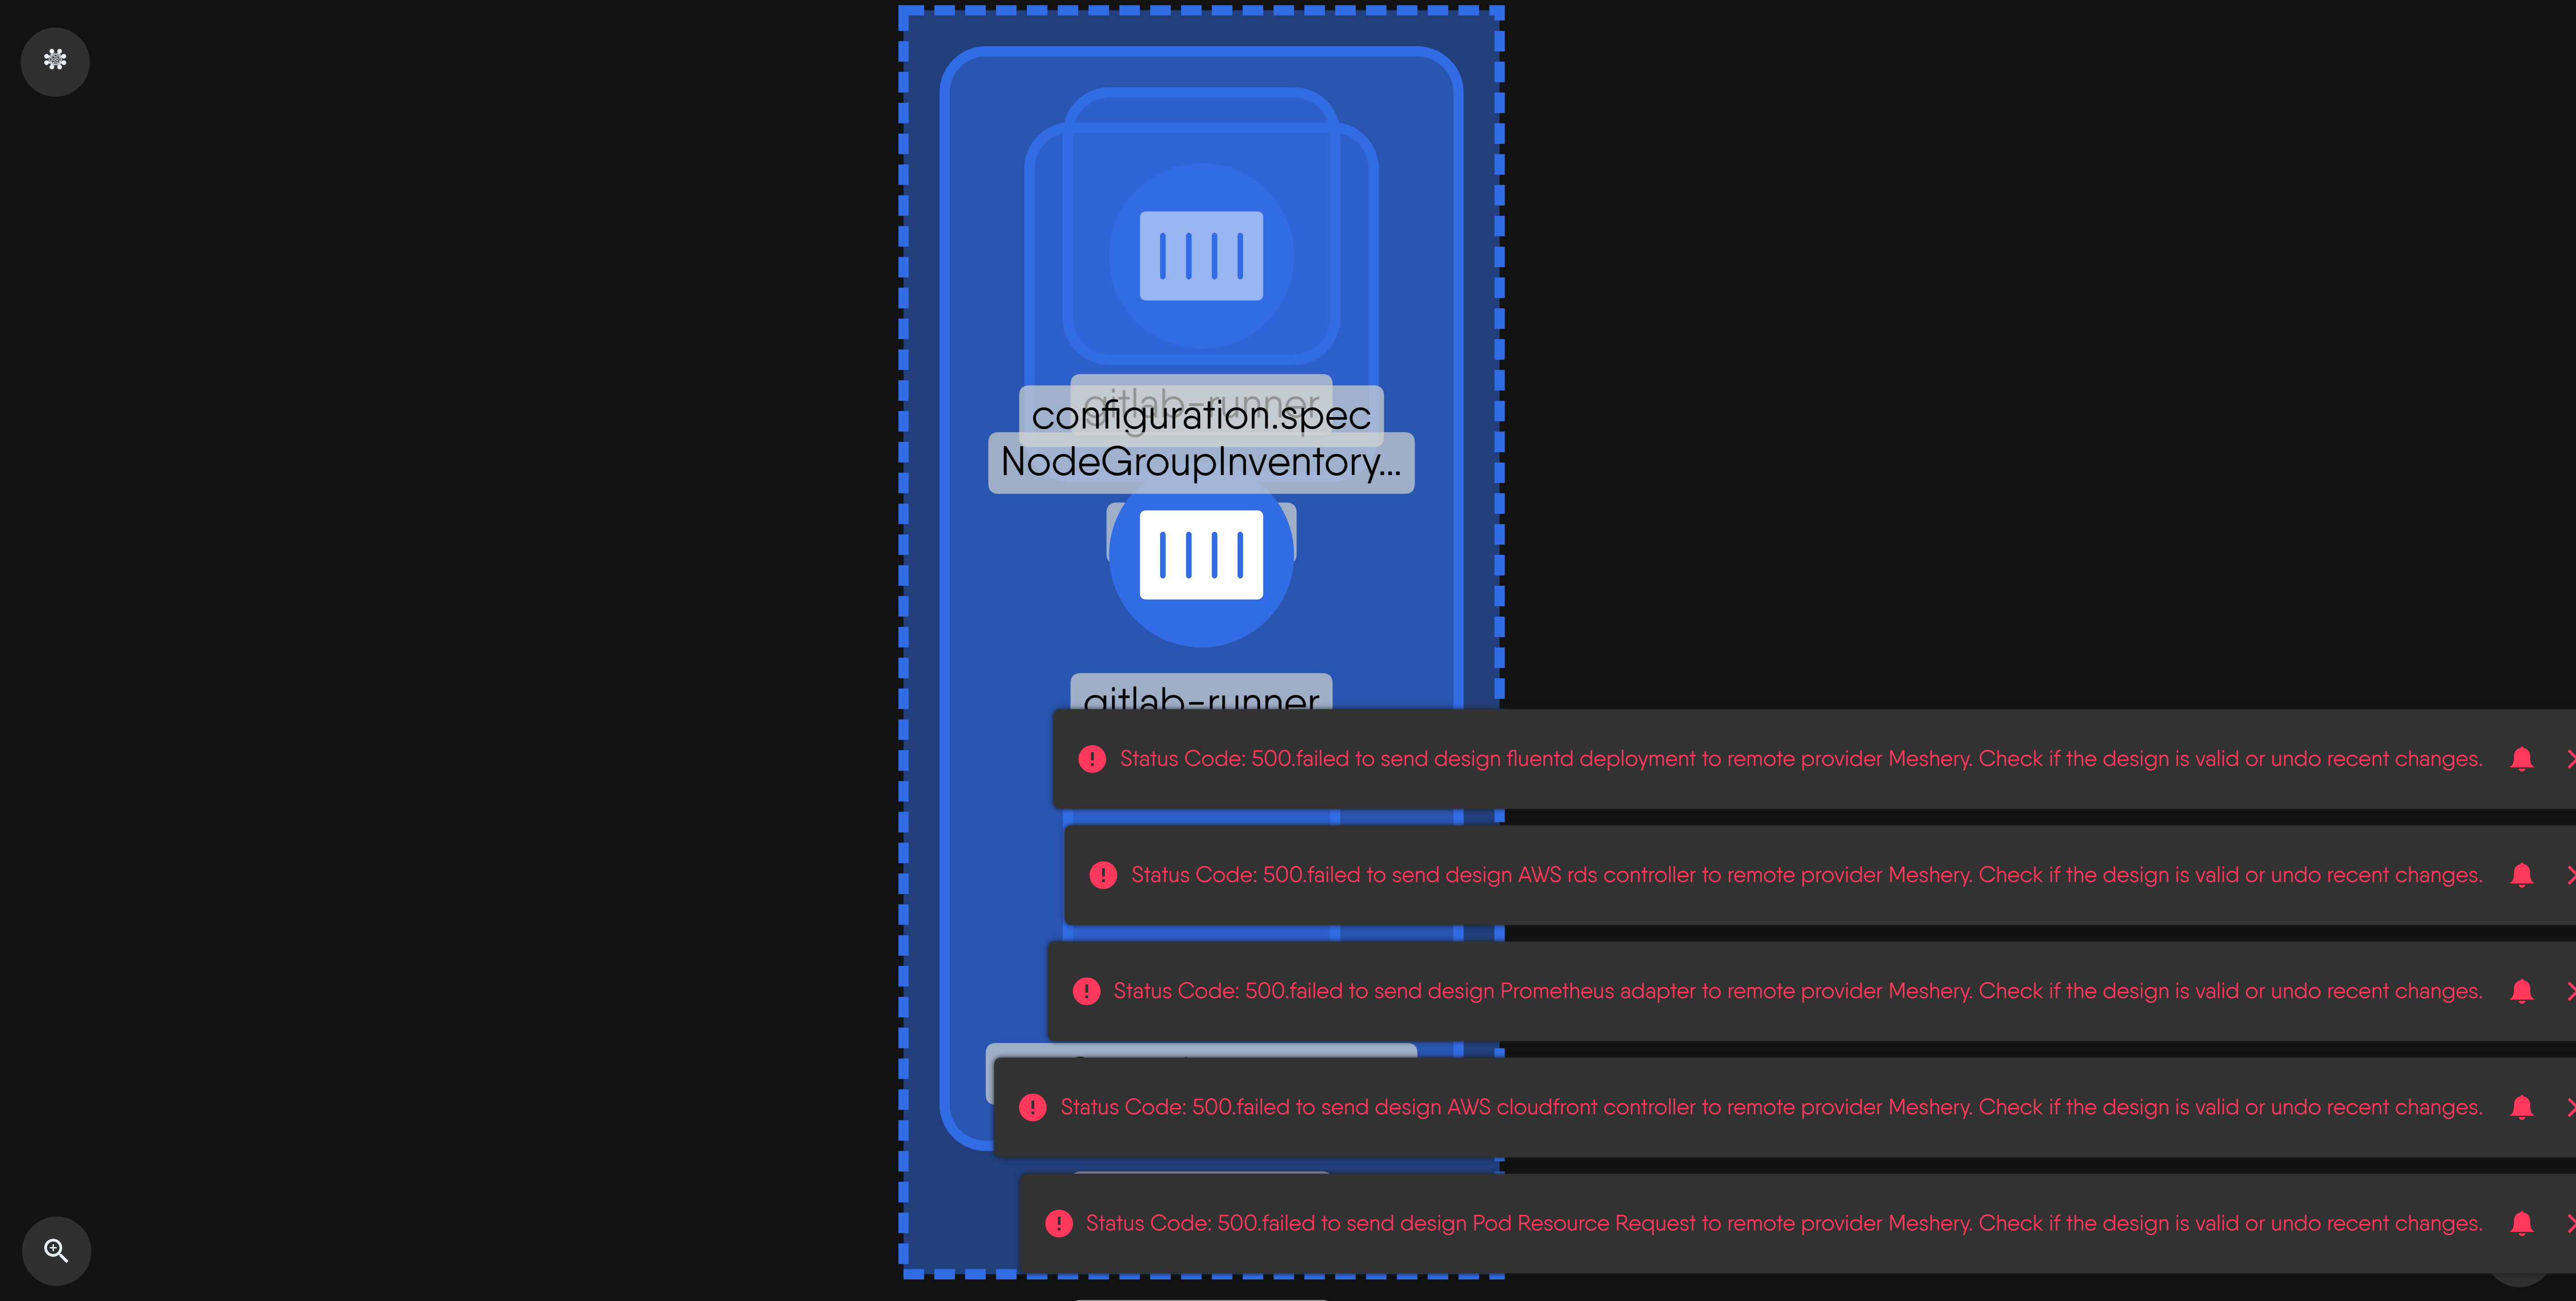 gitlab-runner
configuration.spec
NodeGroupInventory...
gitlab-runner
Status Code: 500.failed to send design fluentd deployment to remote provider Meshery. Check if the design is valid or undo recent changes.
Status Code: 500.failed to send design AWS rds controller to remote provider Meshery. Check if the design is valid or undo recent changes.
Status Code: 500.failed to send design Prometheus adapter to remote provider Meshery. Check if the design is valid or undo recent changes.
Status Code: 500.failed to send design AWS cloudfront controller to remote provider Meshery. Check if the design is valid or undo recent changes.
Status Code: 500.failed to send design Pod Resource Request to remote provider Meshery. Check if the design is valid or undo recent changes.